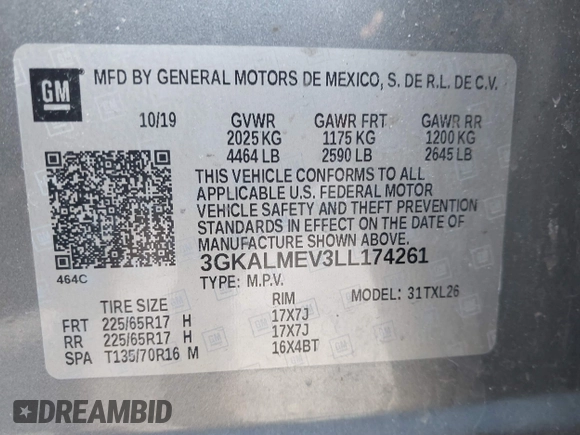 GM
MFD BY GENERAL MOTORS DE MEXICO, S. DE R.L. DE C.V.
10/19 GVWR GAWR FRT GAWR RR
2025 KG 1175 KG 1200 KG
4464 LB 2590 LB 2645 LB
THIS VEHICLE CONFORMS TO ALL
APPLICABLE U.S. FEDERAL MOTOR
VEHICLE SAFETY AND THEFT PREVENTION
STANDARDS IN EFFECT ON THE DATE OF
MANUFACTURE SHOWN ABOVE.
464C
3GKALMEV3LL174261
TYPE: M.P.V. MODEL: 31TXL26
TIRE SIZE RIM
FRT 225/65R17 H 17X7J
RR 225/65R17 H 17X7J
SPA T135/70R16 M 16X4BT
DREAMBID